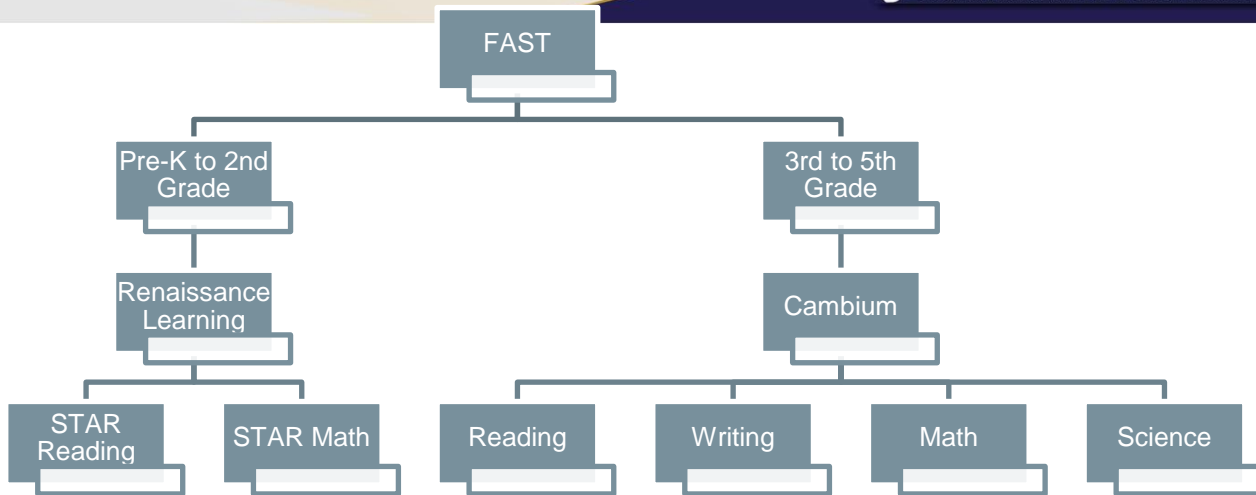 FAST
Pre-K to 2nd
Grade
3rd to 5th
Grade
Renaissance
Learning
Cambium
STAR
Reading
STAR Math
Reading
Writing
Math
Science